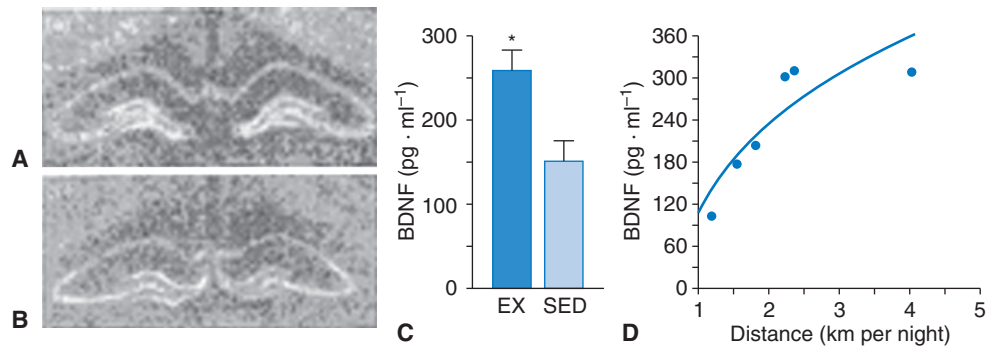 A
B
C
BDNF (pg · ml⁻¹)
300
200
150
100
0
*
EX SED
D
BDNF (pg · ml⁻¹)
360
300
240
180
120
60
0
1 2 3 4 5
Distance (km per night)